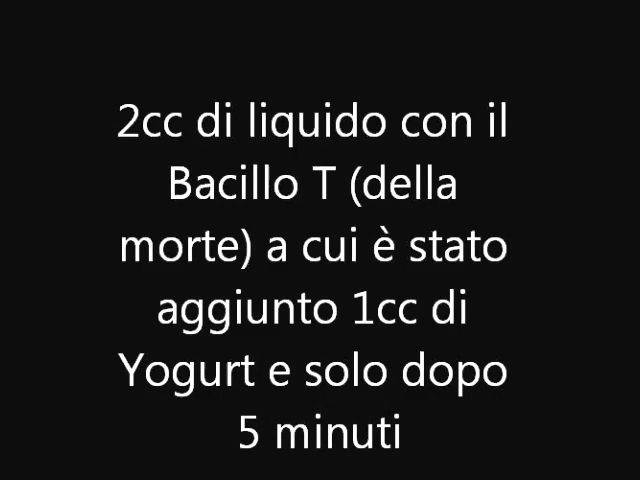 2cc di liquido con il
Bacillo T (della
morte) a cui è stato
aggiunto 1cc di
Yogurt e solo dopo
5 minuti